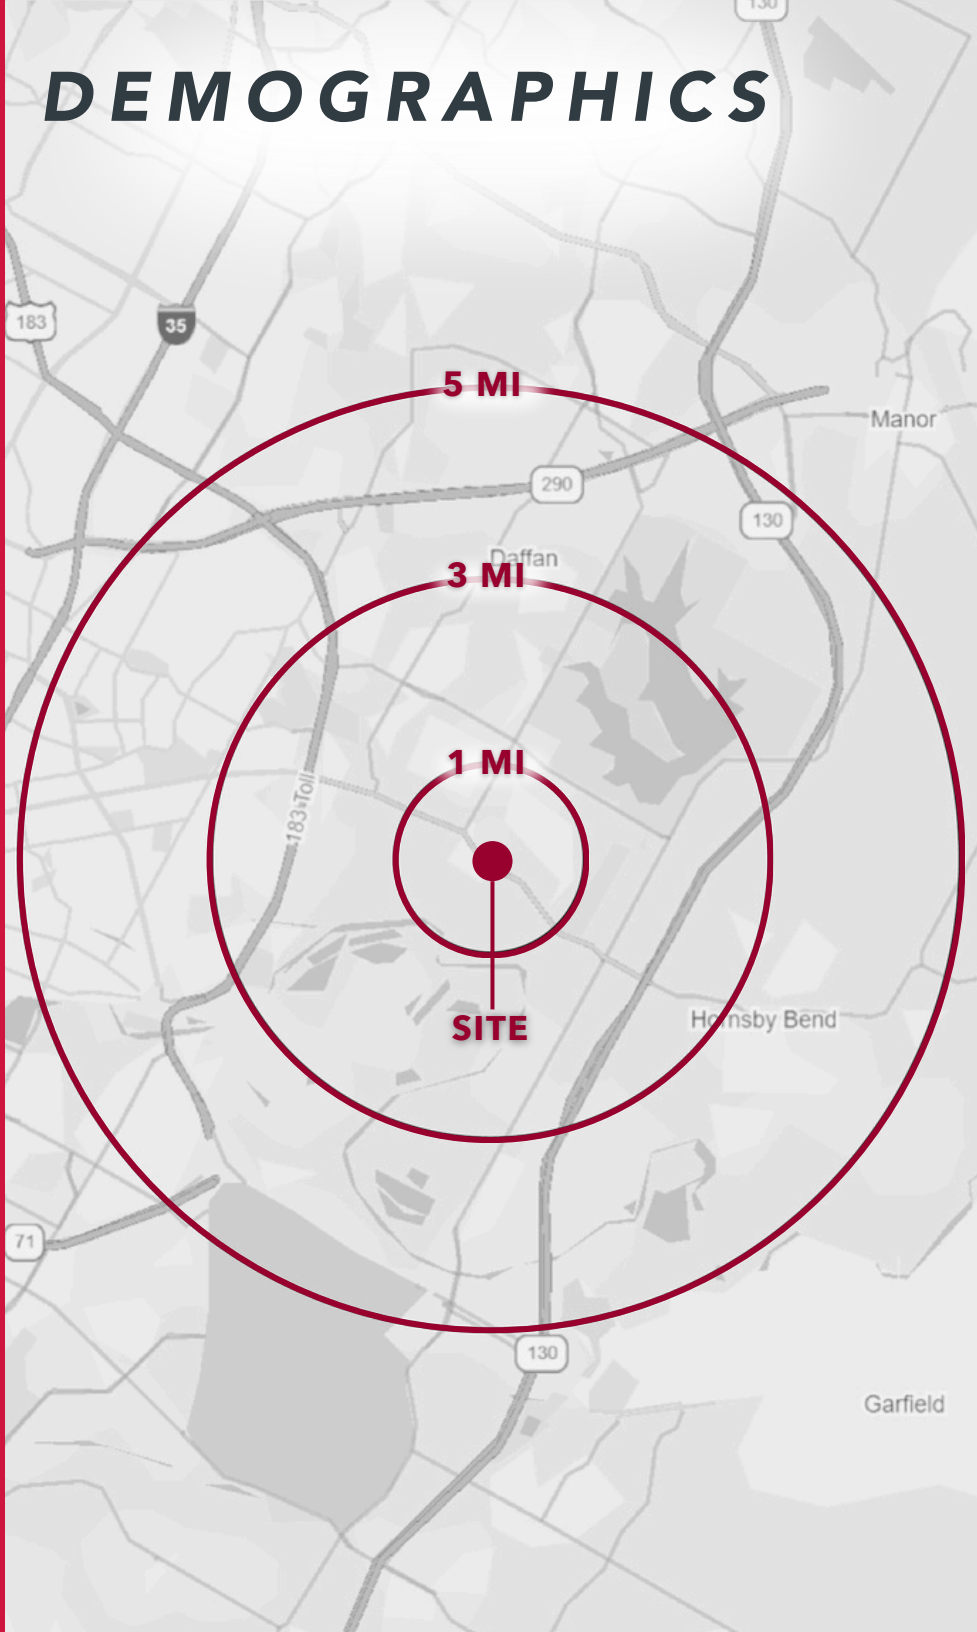 130
DEMOGRAPHICS
183
35
5 MI
Manor
290
130
Daffan
3 MI
1 MI
183-Toll
SITE
Hornsby Bend
71
130
Garfield